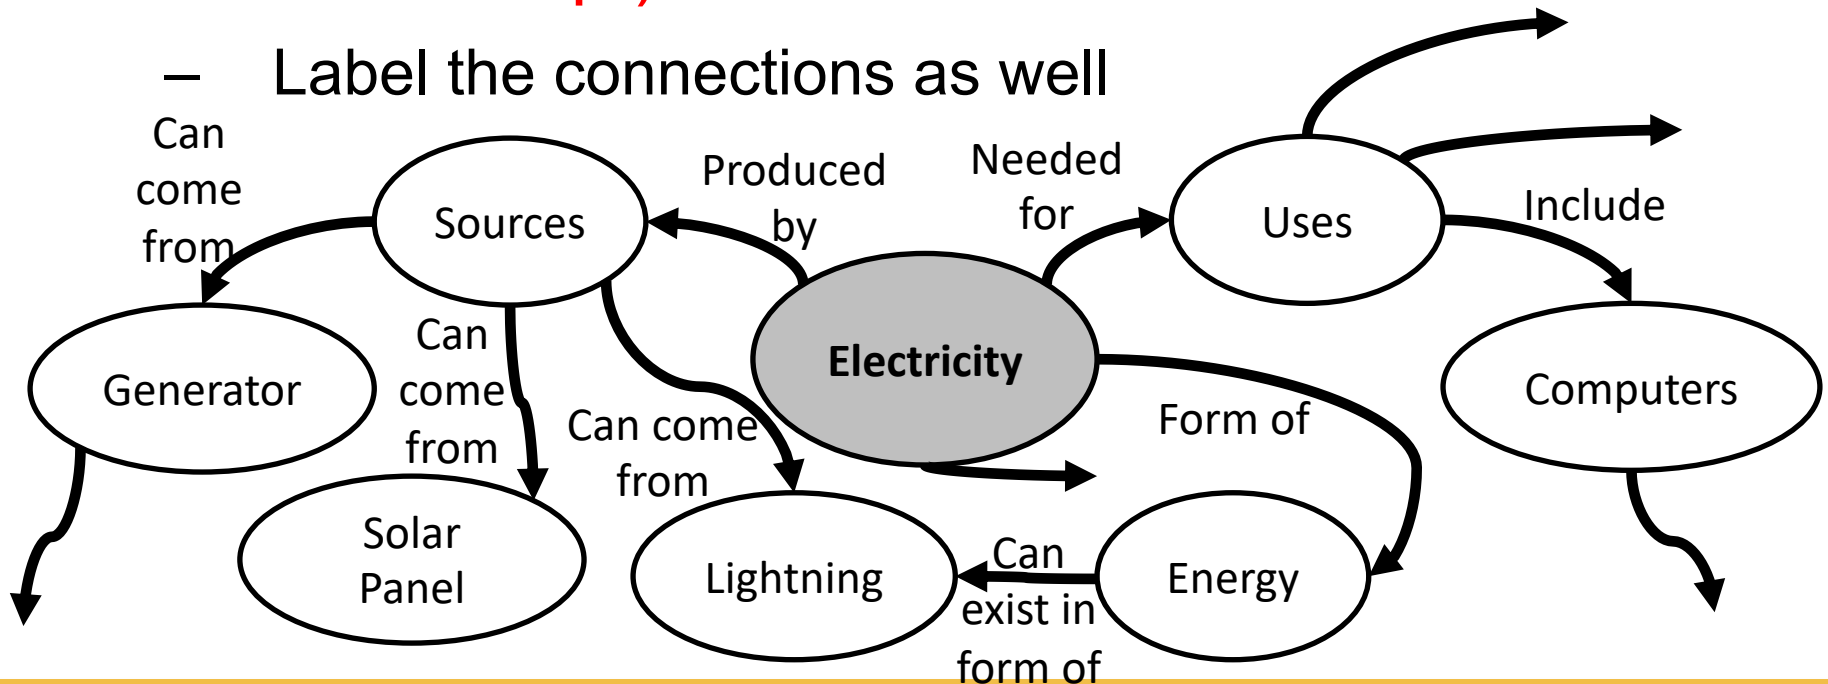 – Label the connections as well
Can
come
from
Sources
Produced
by
Needed
for
Uses
Include
Generator
Can
come
from
Can come
from
Electricity
Form of
Computers
Solar
Panel
Lightning
Can
exist in
form of
Energy